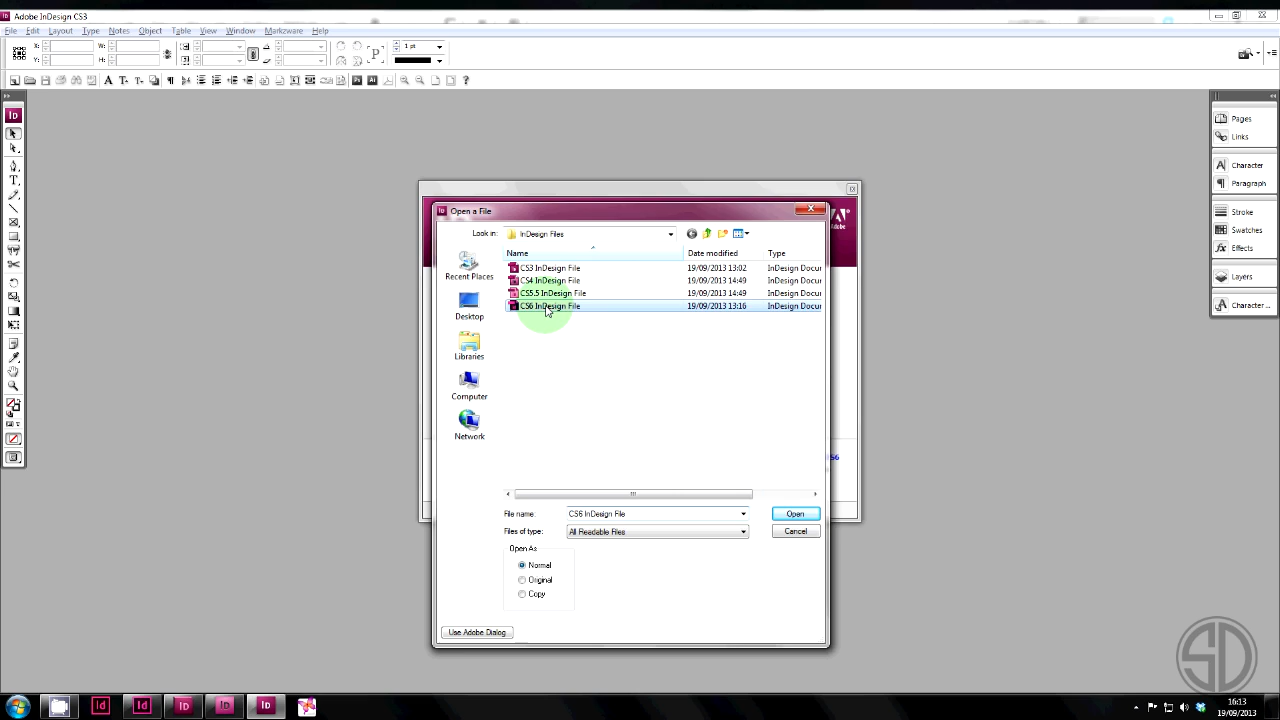 Adobe InDesign CS3
File Edit Layout Type Notes Object Table View Window Markzware Help
X: W: 1 pt
Y: L:
P
Pages
Links
Character
Paragraph
Stroke
Swatches
Effects
Layers
Character ...
Open a File
Adobe
Look in: InDesign Files
Name Date modified Type
CS3 InDesign File 19/09/2013 13:02 InDesign Docur
CS4 InDesign File 19/09/2013 14:49 InDesign Docur
CS5.5 InDesign File 19/09/2013 14:49 InDesign Docur
CS6 InDesign File 19/09/2013 13:16 InDesign Docur
Recent Places
Desktop
Libraries
Computer
Network
File name: CS6 InDesign File Open
Files of type: All Readable Files Cancel
Open As
Normal
Original
Copy
Use Adobe Dialog
SD
16:13
19/09/2013